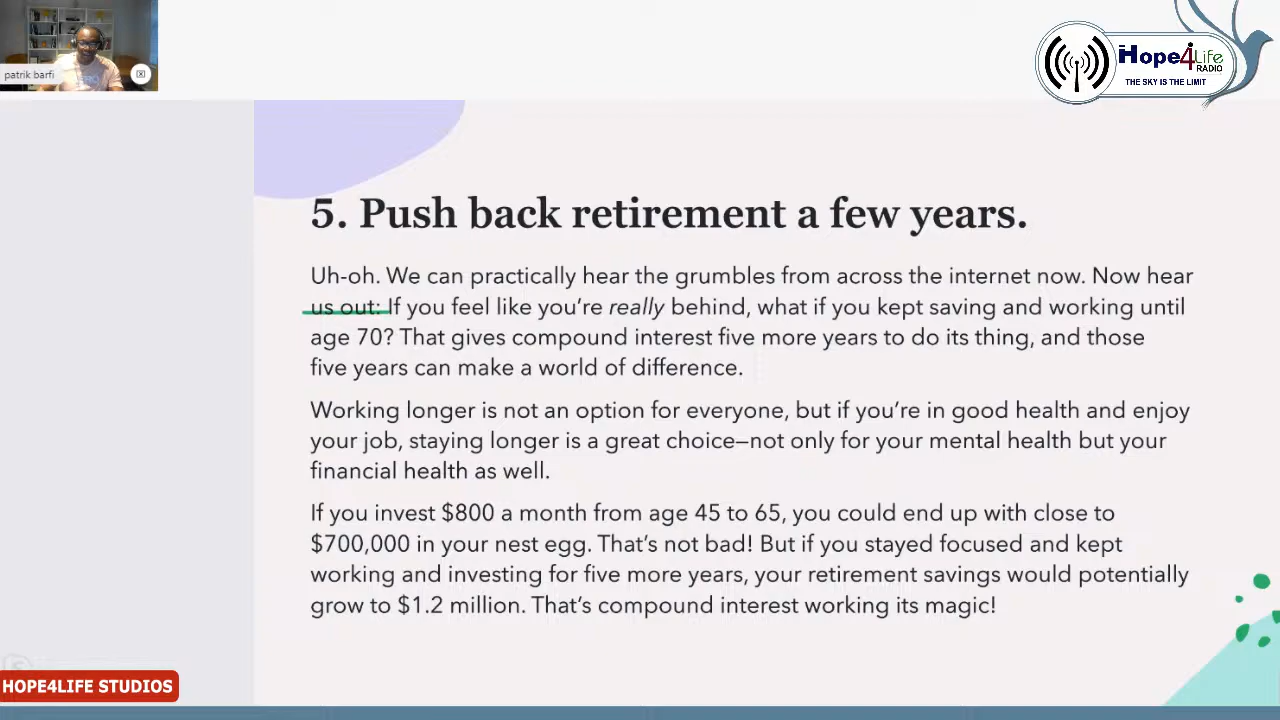 patrik barfi
Hope4Life
RADIO
THE SKY IS THE LIMIT
5. Push back retirement a few years.
Uh-oh. We can practically hear the grumbles from across the internet now. Now hear
us out: If you feel like you’re really behind, what if you kept saving and working until
age 70? That gives compound interest five more years to do its thing, and those
five years can make a world of difference.
Working longer is not an option for everyone, but if you’re in good health and enjoy
your job, staying longer is a great choice—not only for your mental health but your
financial health as well.
If you invest $800 a month from age 45 to 65, you could end up with close to
$700,000 in your nest egg. That’s not bad! But if you stayed focused and kept
working and investing for five more years, your retirement savings would potentially
grow to $1.2 million. That’s compound interest working its magic!
HOPE4LIFE STUDIOS